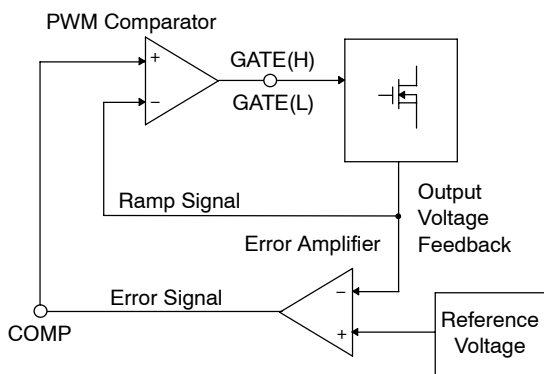 PWM Comparator
+
−
GATE(H)
GATE(L)
Ramp Signal
Output
Voltage
Feedback
Error Amplifier
Error Signal
−
+
COMP
Reference
Voltage